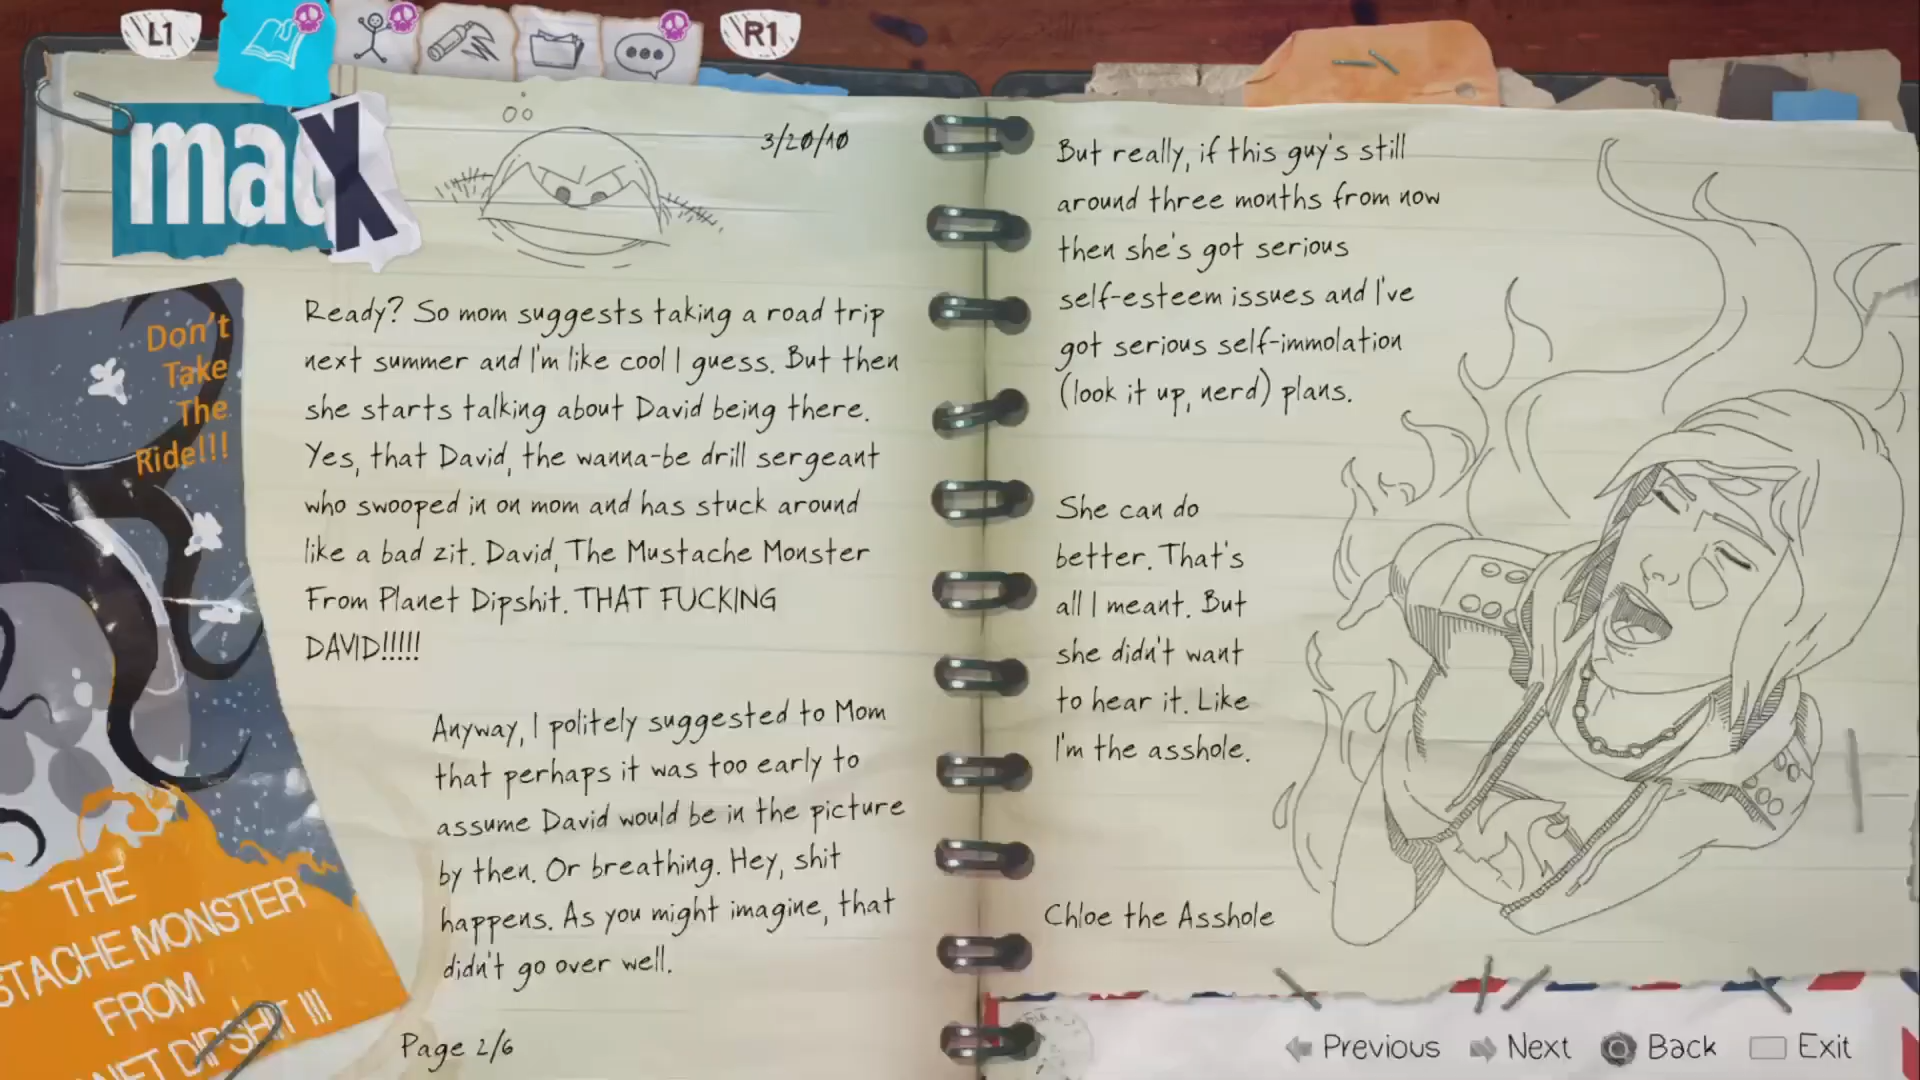 L1
R1
maX
3/20/10
Don't
Take
The
Ride!!!
Ready? So mom suggests taking a road trip
next summer and I'm like cool I guess. But then
she starts talking about David being there.
Yes, that David, the wanna-be drill sergeant
who swooped in on mom and has stuck around
like a bad zit. David, The Mustache Monster
From Planet Dipshit. THAT FUCKING
DAVID!!!!!
Anyway, I politely suggested to Mom
that perhaps it was too early to
assume David would be in the picture
by then. Or breathing. Hey, shit
happens. As you might imagine, that
didn't go over well.
THE
STACHE MONSTER
FROM
NET DIPSHIT !!!
Page 2/6
But really, if this guy's still
around three months from now
then she's got serious
self-esteem issues and I've
got serious self-immolation
(look it up, nerd) plans.
She can do
better. That's
all I meant. But
she didn't want
to hear it. Like
I'm the asshole.
Chloe the Asshole
Previous Next Back Exit